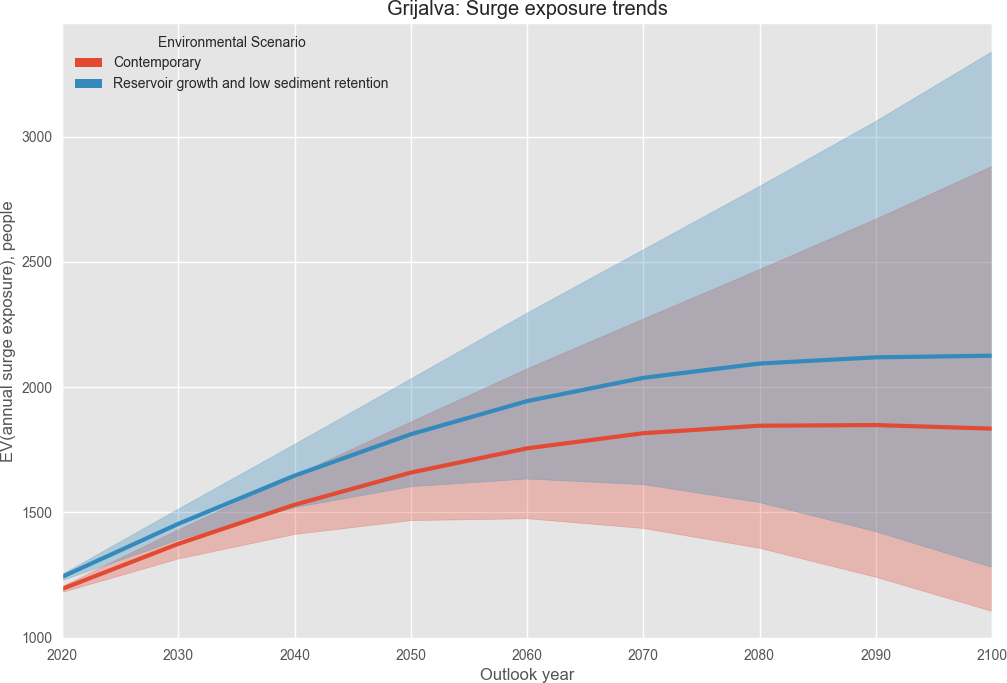 Grijalva: Surge exposure trends
Environmental Scenario
Contemporary
Reservoir growth and low sediment retention
EV(annual surge exposure), people
3000
2500
2000
1500
1000
2020 2030 2040 2050 2060 2070 2080 2090 2100
Outlook year